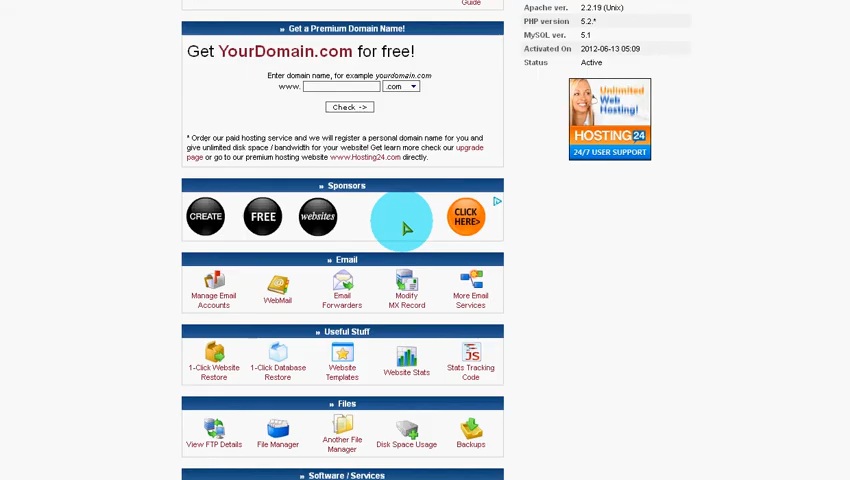 Guide
» Get a Premium Domain Name!
Get YourDomain.com for free!
Enter domain name, for example yourdomain.com
www. .com
Check ->
* Order our paid hosting service and we will register a personal domain name for you and
give unlimited disk space / bandwidth for your website! Get learn more check our upgrade
page or go to our premium hosting website www.Hosting24.com directly.
» Sponsors
CREATE FREE websites CLICK
HERE>
» Email
Manage Email
Accounts
WebMail
Email
Forwarders
Modify
MX Record
More Email
Services
» Useful Stuff
1-Click Website
Restore
1-Click Database
Restore
Website
Templates
Website Stats
JS
Stats Tracking
Code
» Files
View FTP Details
File Manager
Another File
Manager
Disk Space Usage
Backups
» Software / Services
Apache ver. 2.2.19 (Unix)
PHP version 5.2.*
MySQL ver. 5.1
Activated On 2012-06-13 05:09
Status Active
Unlimited
Web
Hosting!
HOSTING 24
24/7 USER SUPPORT